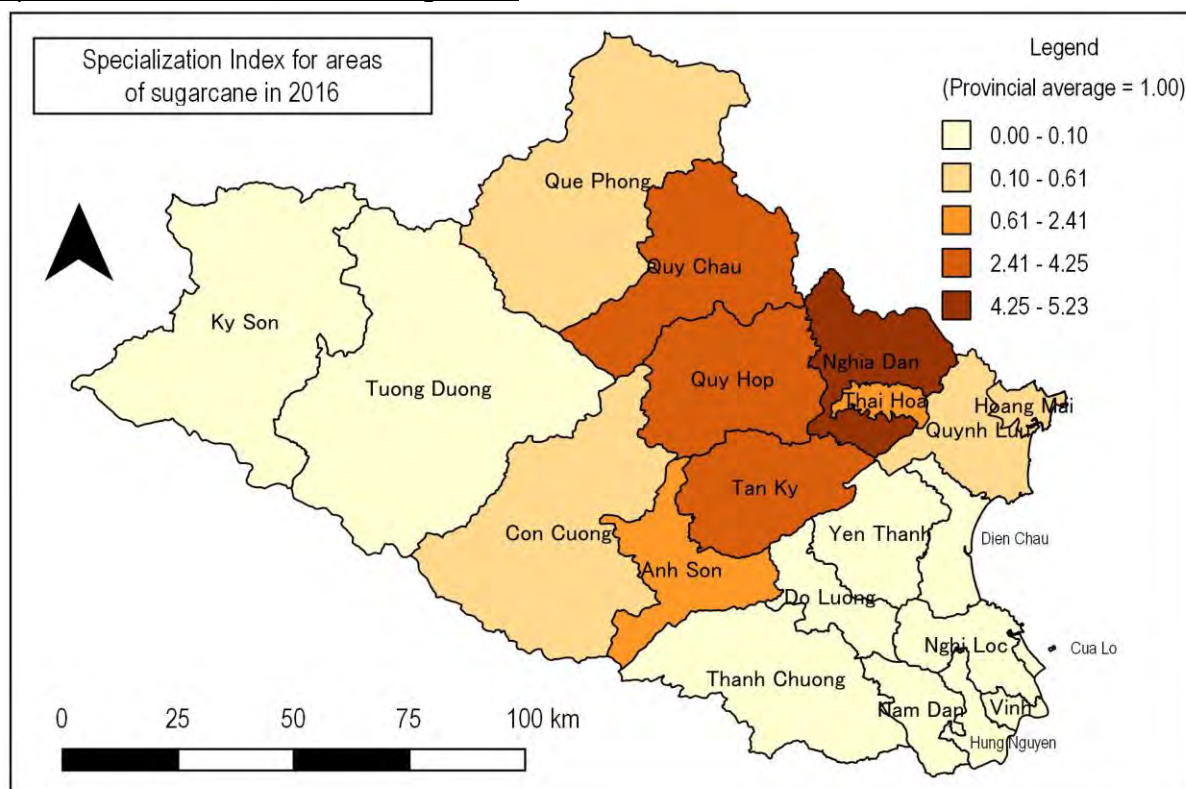 Specialization Index for areas
of sugarcane in 2016
Legend
(Provincial average = 1.00)
0.00 - 0.10
0.10 - 0.61
0.61 - 2.41
2.41 - 4.25
4.25 - 5.23
Que Phong
Quy Chau
Ky Son
Tuong Duong
Quy Hop
Nghia Dan
Thai Hoa
Hoang Mai
Quynh Luu
Tan Ky
Con Cuong
Yen Thanh
Dien Chau
Anh Son
Do Luong
Nghi Loc
Cua Lo
Thanh Chuong
Nam Dan
Vinh
Hung Nguyen
0 25 50 75 100 km